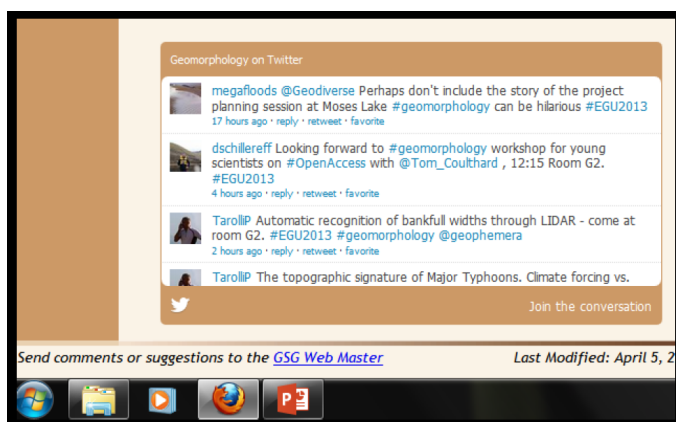 Geomorphology on Twitter
megafloods @Geodiverse Perhaps don't include the story of the project
planning session at Moses Lake #geomorphology can be hilarious #EGU2013
17 hours ago · reply · retweet · favorite
dschillereff Looking forward to #geomorphology workshop for young
scientists on #OpenAccess with @Tom_Coulthard , 12:15 Room G2.
#EGU2013
4 hours ago · reply · retweet · favorite
TarolliP Automatic recognition of bankfull widths through LIDAR - come at
room G2. #EGU2013 #geomorphology @geophemera
2 hours ago · reply · retweet · favorite
TarolliP The topographic signature of Major Typhoons. Climate forcing vs.
Join the conversation
Send comments or suggestions to the GSG Web Master
Last Modified: April 5, 2
P